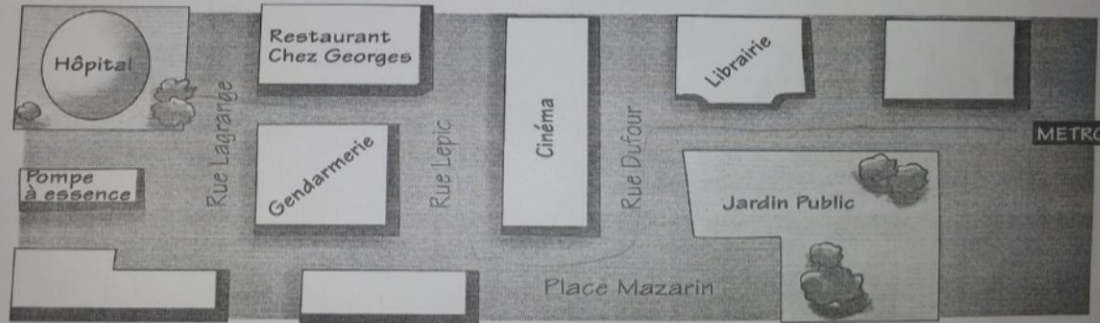 Hôpital
Restaurant
Chez Georges
Rue Lagrange
Rue Lepic
Cinéma
Rue Dufour
Librairie
METRO
Pompe
à essence
Gendarmerie
Jardin Public
Place Mazarin